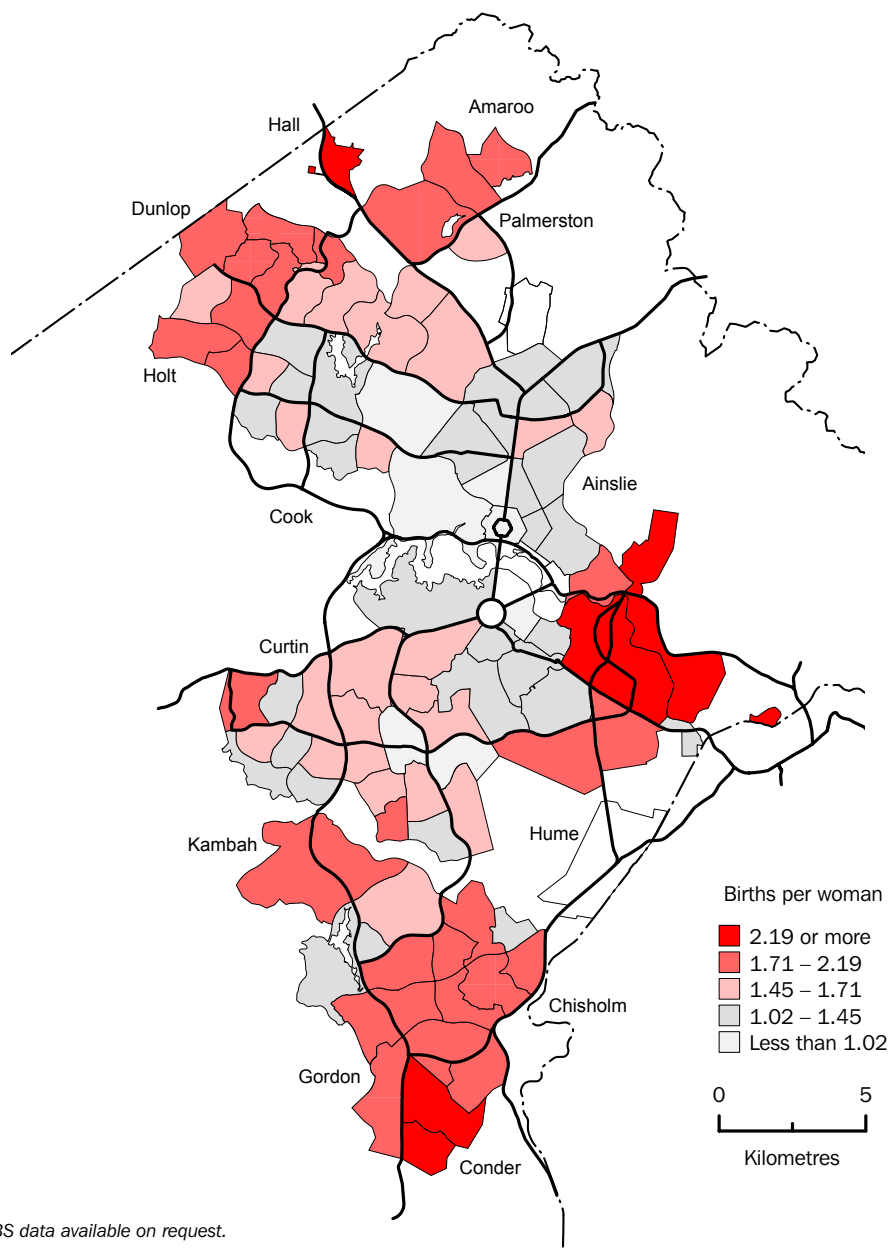 Amaroo
Hall
Dunlop
Palmerston
Holt
Ainslie
Cook
Curtin
Kambah
Hume
Births per woman
2.19 or more
1.71 – 2.19
1.45 – 1.71
1.02 – 1.45
Less than 1.02
Chisholm
Gordon
0 5
Kilometres
Conder
data available on request.